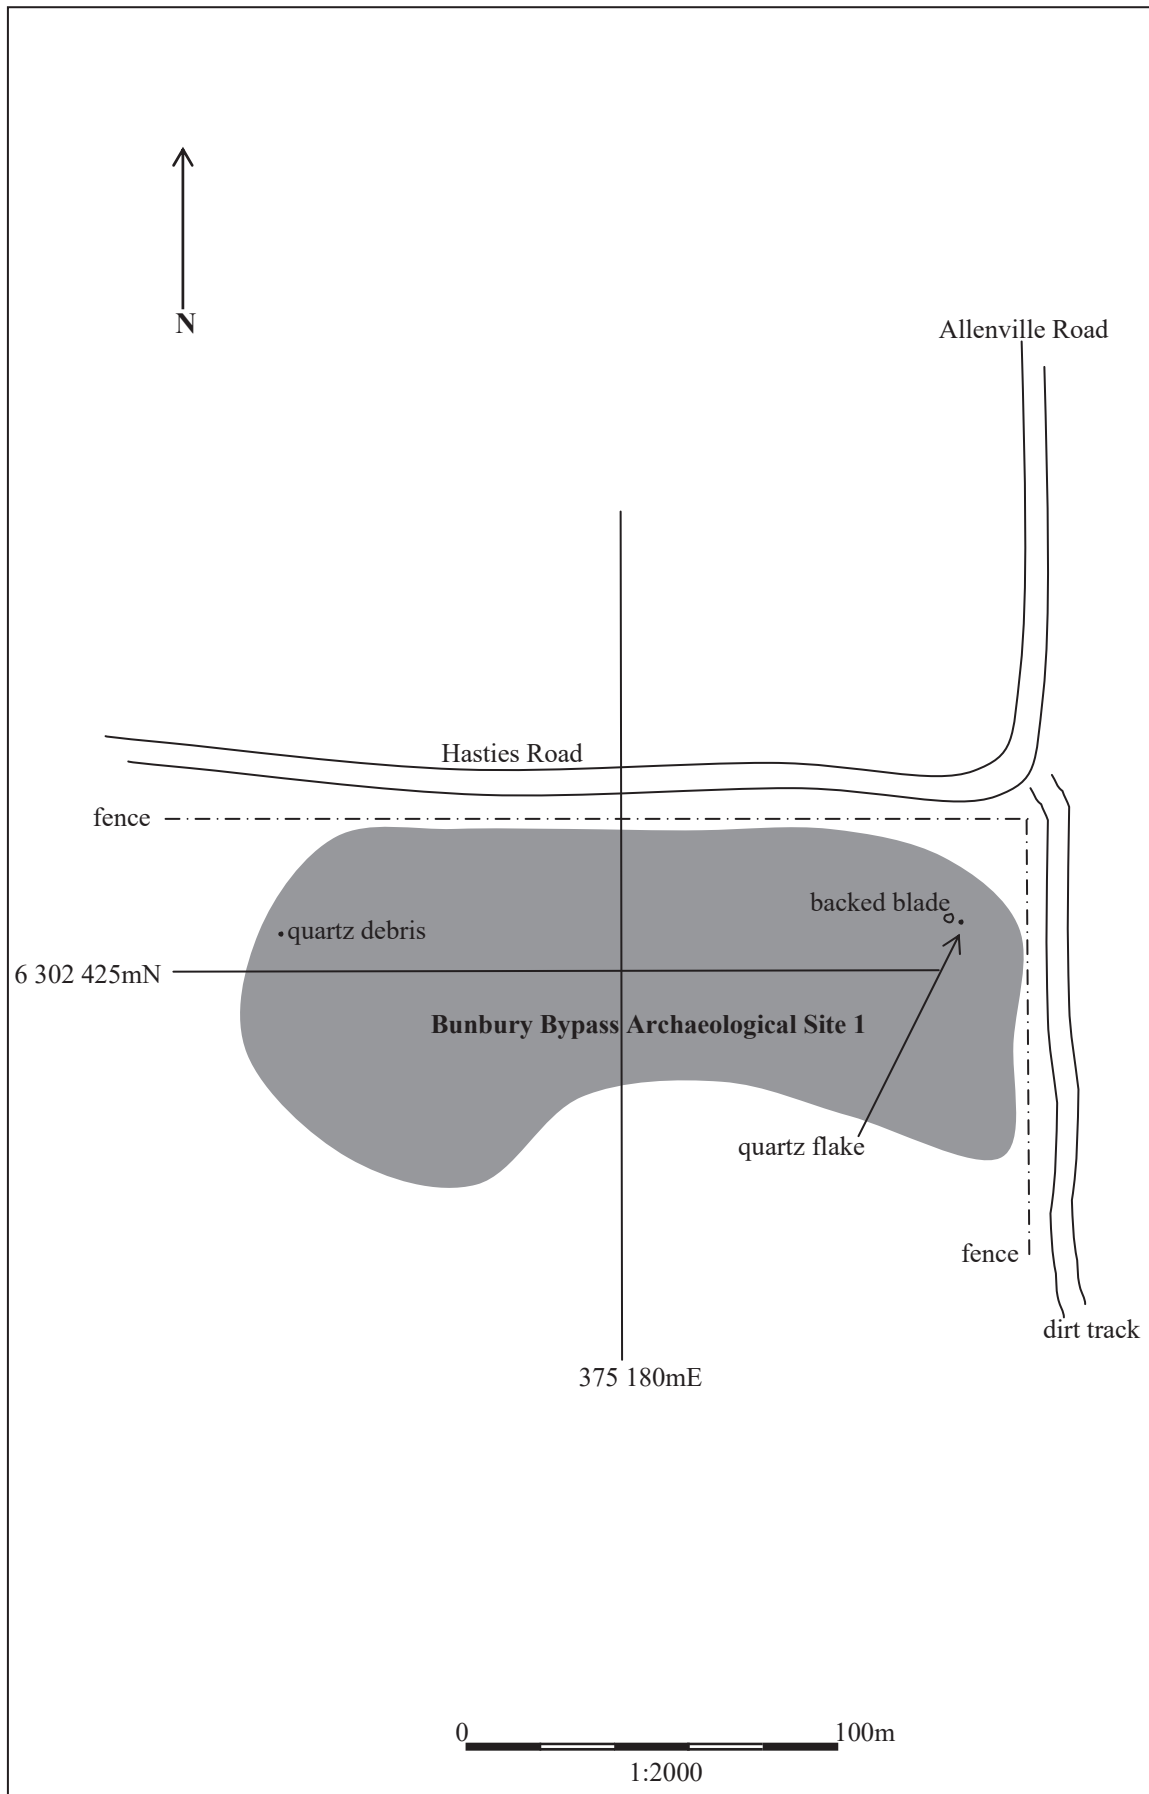 N
Allenville Road
Hasties Road
fence
backed blade
quartz debris
6 302 425mN
Bunbury Bypass Archaeological Site 1
quartz flake
fence
dirt track
375 180mE
0 100m
1:2000